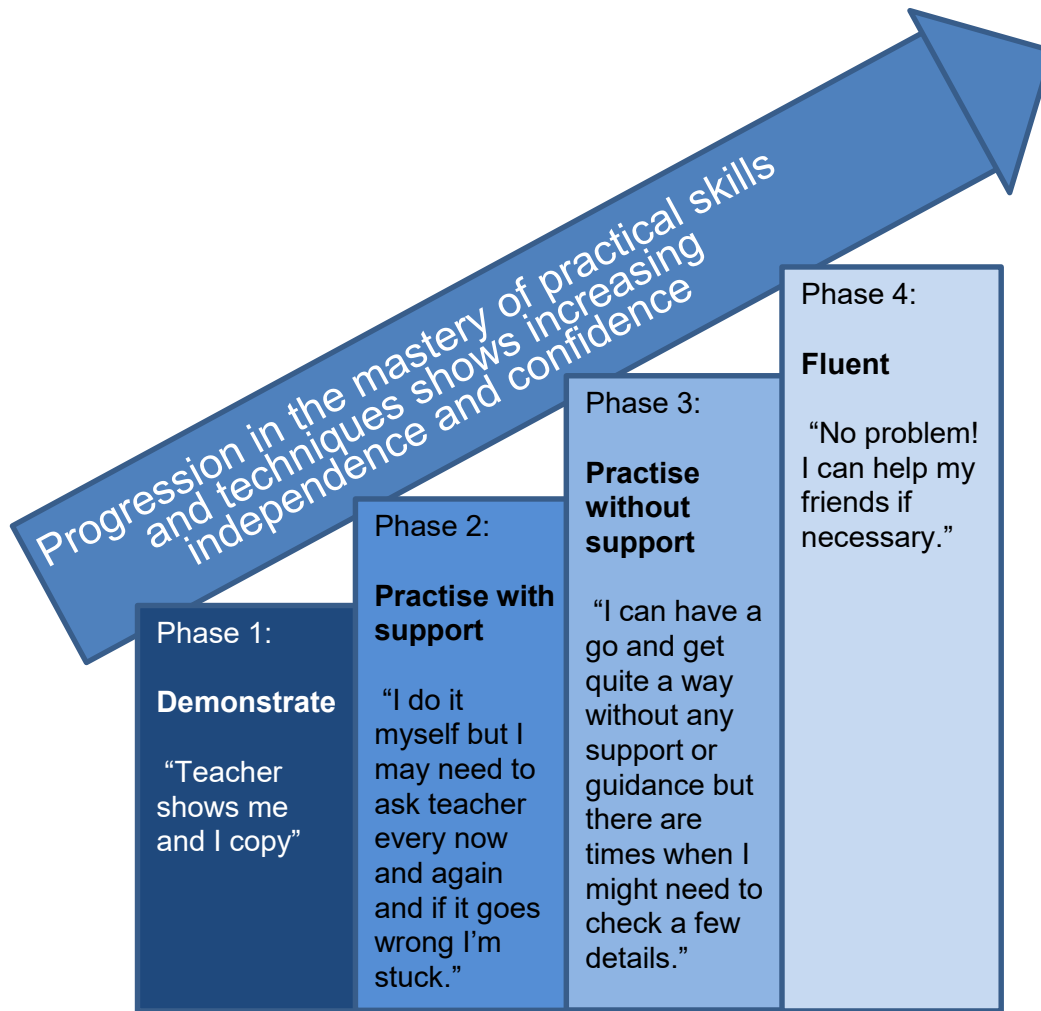 Progression in the mastery of practical skills
and techniques shows increasing
independence and confidence
Phase 1:
Demonstrate
“Teacher
shows me
and I copy”
Phase 2:
Practise with
support
“I do it
myself but I
may need to
ask teacher
every now
and again
and if it goes
wrong I’m
stuck.”
Phase 3:
Practise
without
support
“I can have a
go and get
quite a way
without any
support or
guidance but
there are
times when I
might need to
check a few
details.”
Phase 4:
Fluent
“No problem!
I can help my
friends if
necessary.”